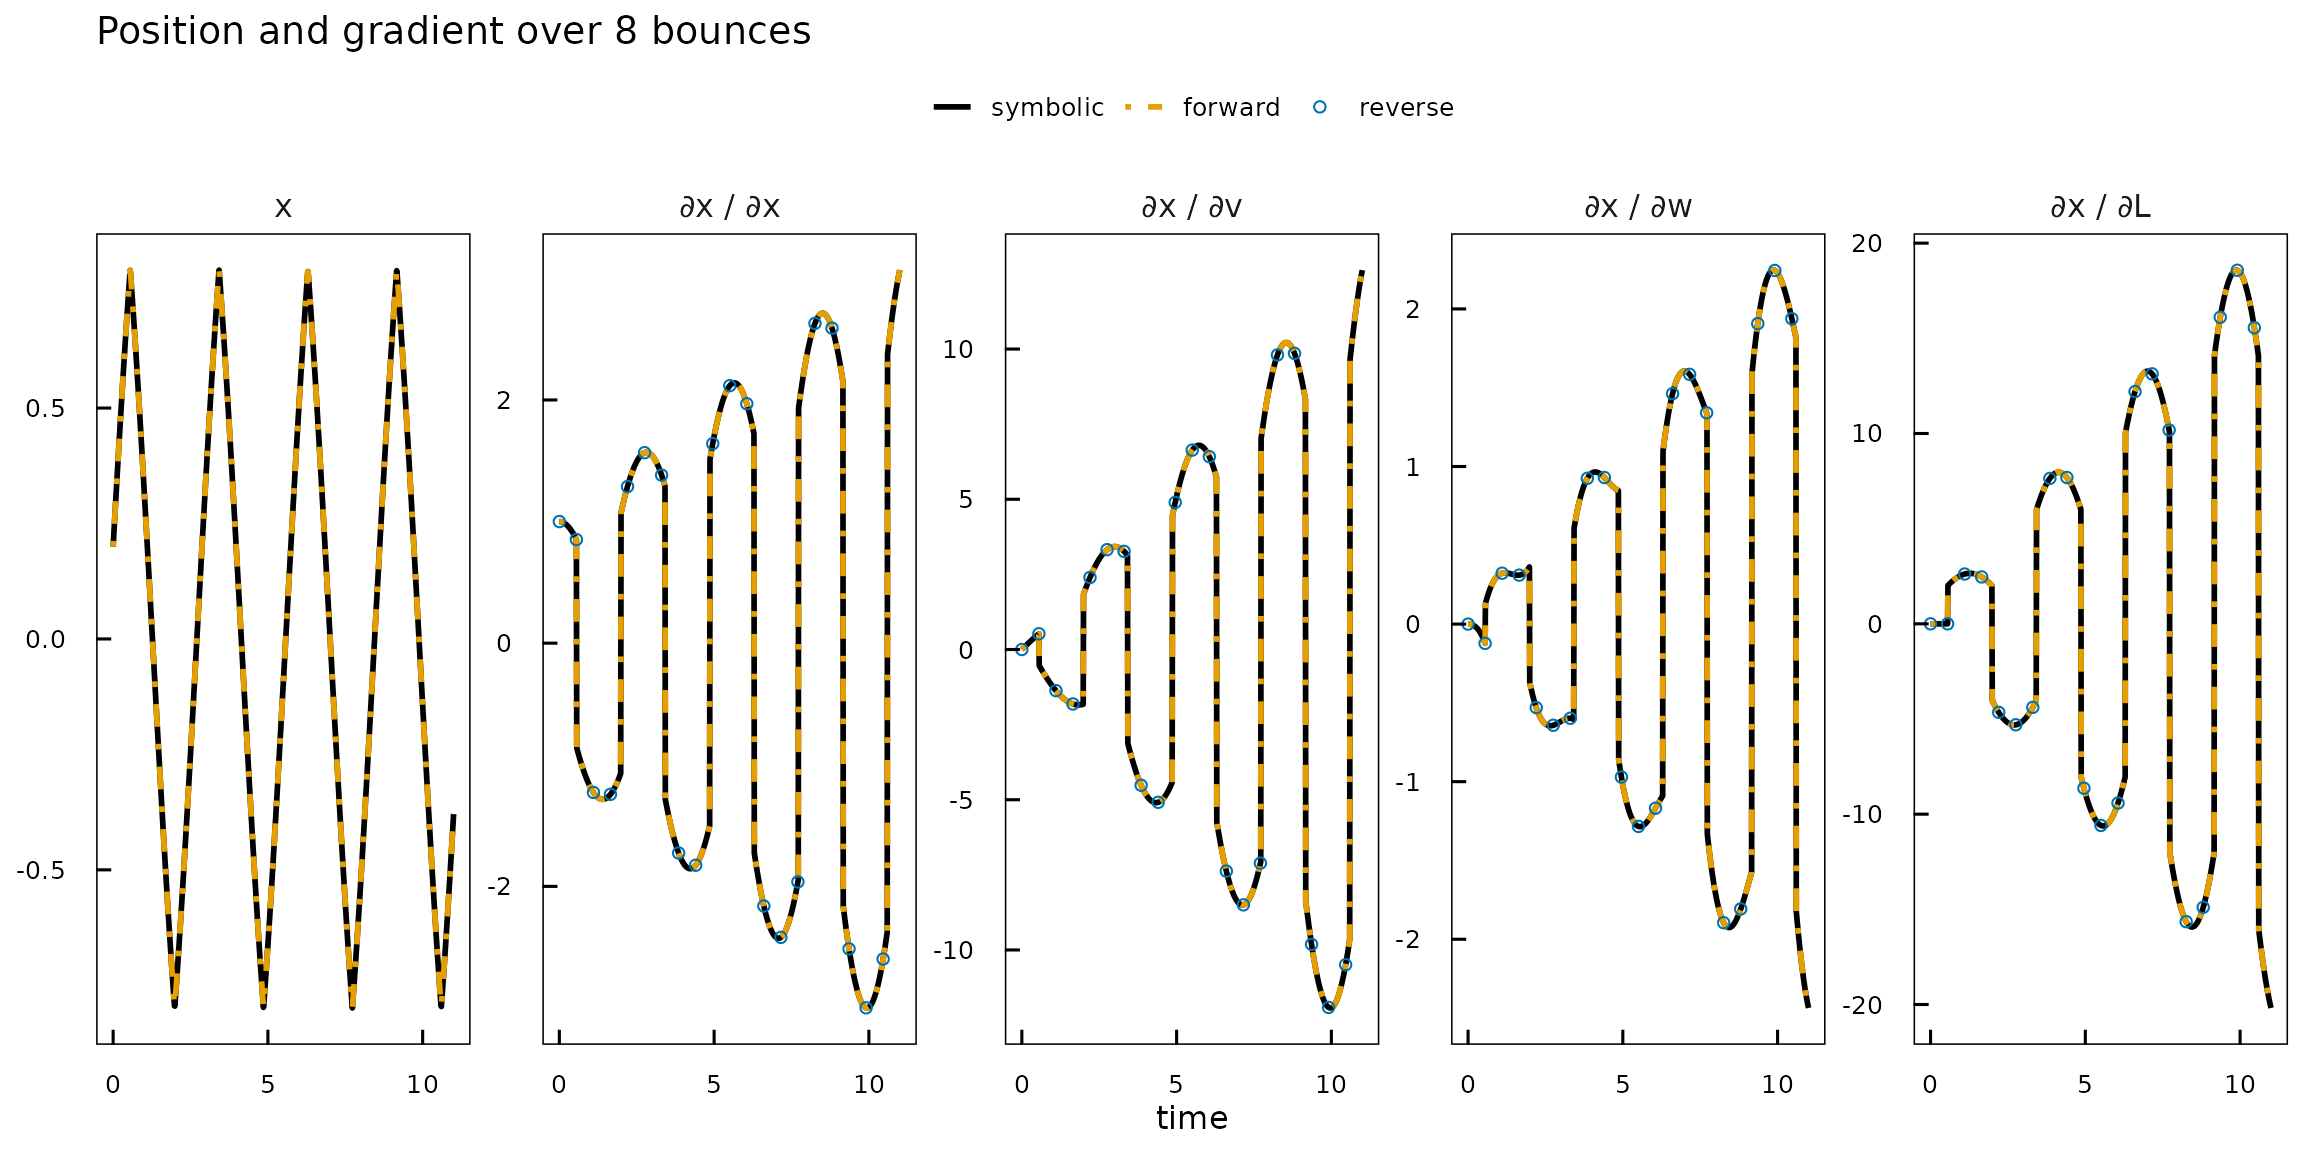 Position and gradient over 8 bounces
symbolic forward reverse
x
∂x / ∂x
∂x / ∂v
∂x / ∂w
∂x / ∂L
0.5
0.0
-0.5
2
0
-2
10
5
0
-5
-10
2
1
0
-1
-2
20
10
0
-10
-20
0 5 10
0 5 10
0 5 10
0 5 10
0 5 10
time